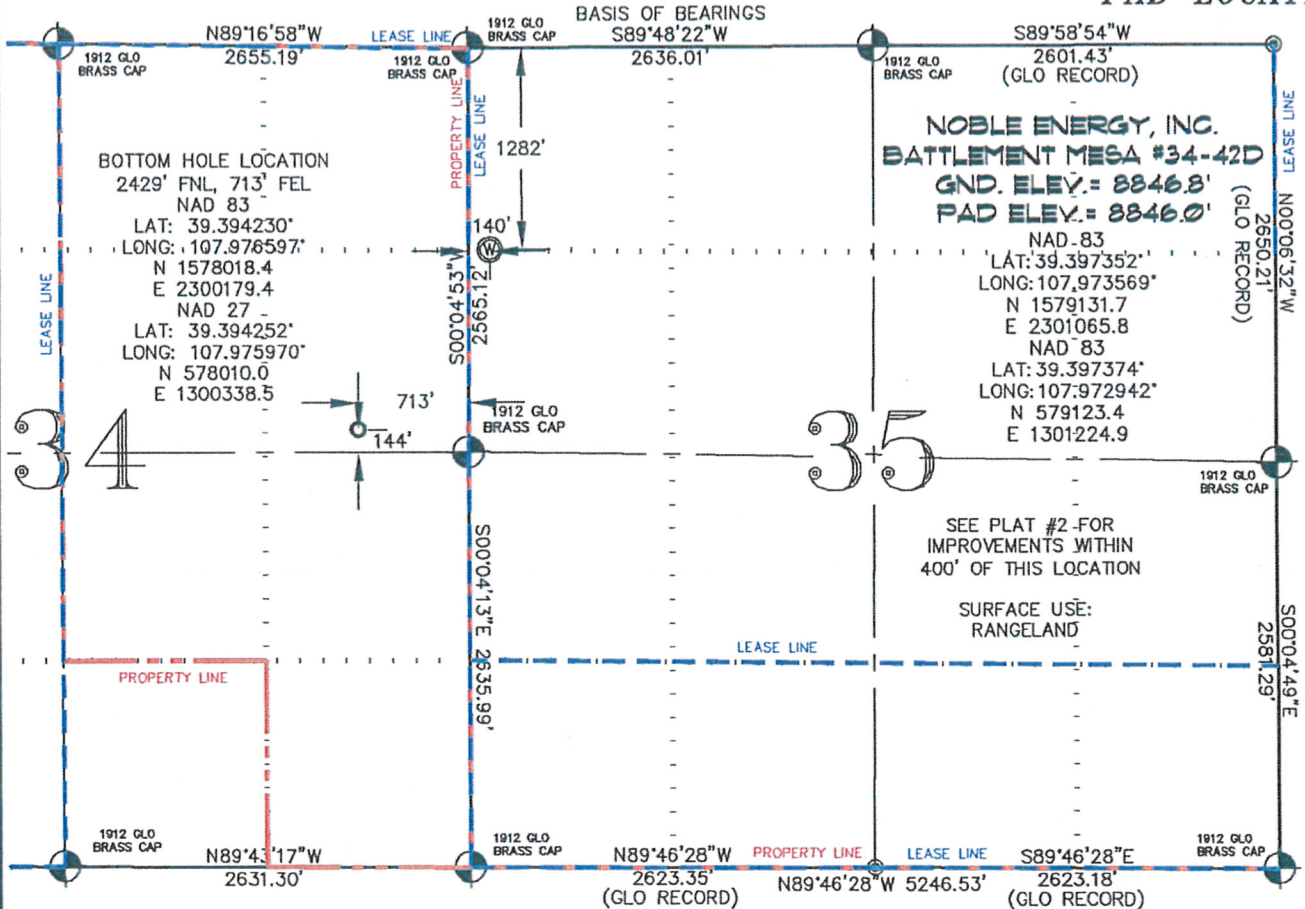 PAD LOCAT
BASIS OF BEARINGS
N89°16'58"W
LEASE LINE
1912 GLO
BRASS CAP
S89°48'22"W
S89°58'54"W
1912 GLO
BRASS CAP
2655.19'
1912 GLO
BRASS CAP
2636.01'
1912 GLO
BRASS CAP
2601.43'
(GLO RECORD)
PROPERTY LINE
LEASE LINE
1282'
LEASE LINE
NOBLE ENERGY, INC.
BATTLEMENT MESA #34-42D
GND. ELEV.= 8846.8'
PAD ELEV.= 8846.0'
BOTTOM HOLE LOCATION
2429' FNL, 713' FEL
NAD 83
LAT: 39.394230°
LONG: 107.976597°
N 1578018.4
E 2300179.4
NAD 27
LAT: 39.394252°
LONG: 107.975970°
N 578010.0
E 1300338.5
LEASE LINE
140'
W
S00°04'53"W
2565.12'
NAD 83
LAT: 39.397352°
LONG: 107.973569°
N 1579131.7
E 2301065.8
NAD 83
LAT: 39.397374°
LONG: 107.972942°
N 579123.4
E 1301224.9
N00°06'32"W
2650.21'
(GLO RECORD)
713'
144'
1912 GLO
BRASS CAP
34
35
1912 GLO
BRASS CAP
SEE PLAT #2 FOR
IMPROVEMENTS WITHIN
400' OF THIS LOCATION
SURFACE USE:
RANGELAND
S00°04'13"E 2635.99'
S00°04'49"E
2581.29'
LEASE LINE
PROPERTY LINE
1912 GLO
BRASS CAP
N89°43'17"W
2631.30'
1912 GLO
BRASS CAP
N89°46'28"W
2623.35'
(GLO RECORD)
PROPERTY LINE
LEASE LINE
N89°46'28"W 5246.53'
S89°46'28"E
2623.18'
(GLO RECORD)
1912 GLO
BRASS CAP